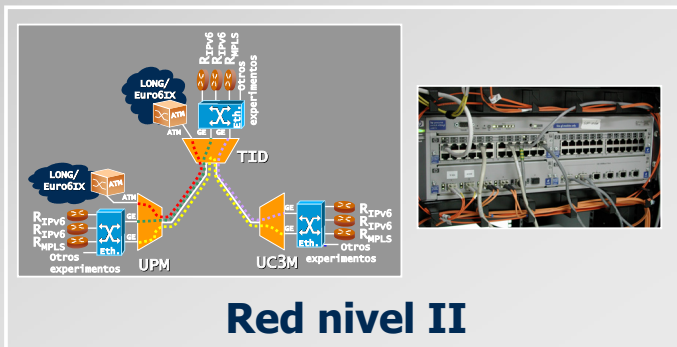 LONG/
Euro6IX
ATM
ATM
RIPv6
RIPv6
RMPLS
Otros
experimentos
Eth.
GE
GE
TID
LONG/
Euro6IX
ATM
ATM
RIPv6
RIPv6
RMPLS
Otros
experimentos
Eth.
GE
GE
UPM
GE
GE
Eth.
RIPv6
RIPv6
RMPLS
Otros
experimentos
UC3M
Red nivel II